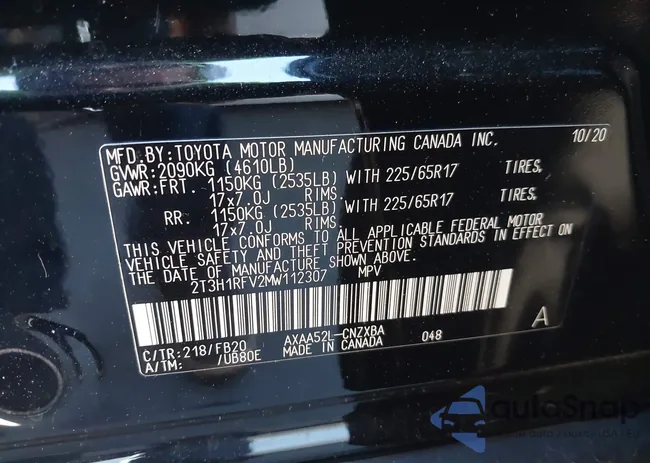 MFD.BY:TOYOTA MOTOR MANUFACTURING CANADA INC. 10/20
GVWR:2090KG (4610LB)
GAWR:FRT. 1150KG (2535LB) WITH 225/65R17 TIRES,
17x7.0J RIMS,
RR. 1150KG (2535LB) WITH 225/65R17 TIRES,
17x7.0J RIMS,
THIS VEHICLE CONFORMS TO ALL APPLICABLE FEDERAL MOTOR
VEHICLE SAFETY AND THEFT PREVENTION STANDARDS IN EFFECT ON
THE DATE OF MANUFACTURE SHOWN ABOVE.
2T3H1RFV2MW112307 MPV
C/TR:218/FB20 AXAA52L-CNZXBA 048 A
A/TM: /UB80E MADE IN CANADA
autoSnap